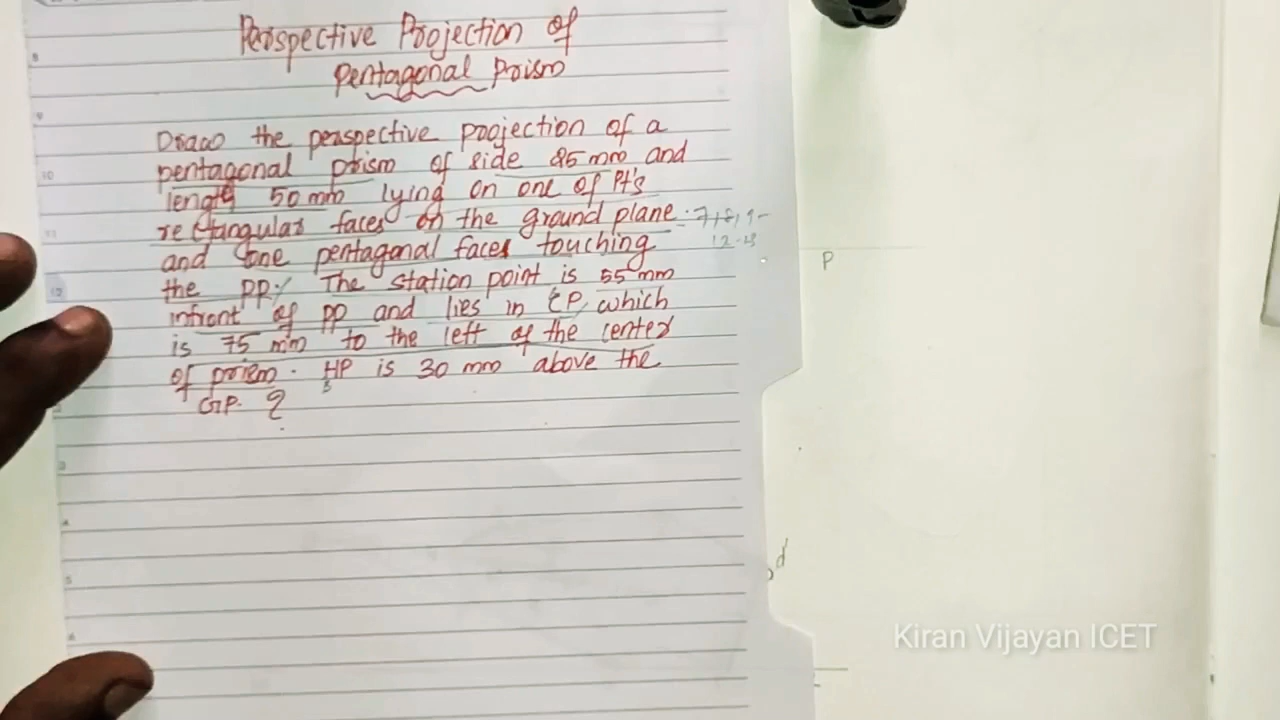 Perspective Projection of
Pentagonal Prism
Draw the perspective projection of a
pentagonal prism of side 25 mm and
length 50 mm lying on one of it's
rectangular faces on the ground plane.
and one pentagonal faces touching
the PP. The station point is 55 mm
infront of PP and lies in CP, which
is 75 mm to the left of the center
of prism. HP is 30 mm above the
GP. ?
P
d'
Kiran Vijayan ICET